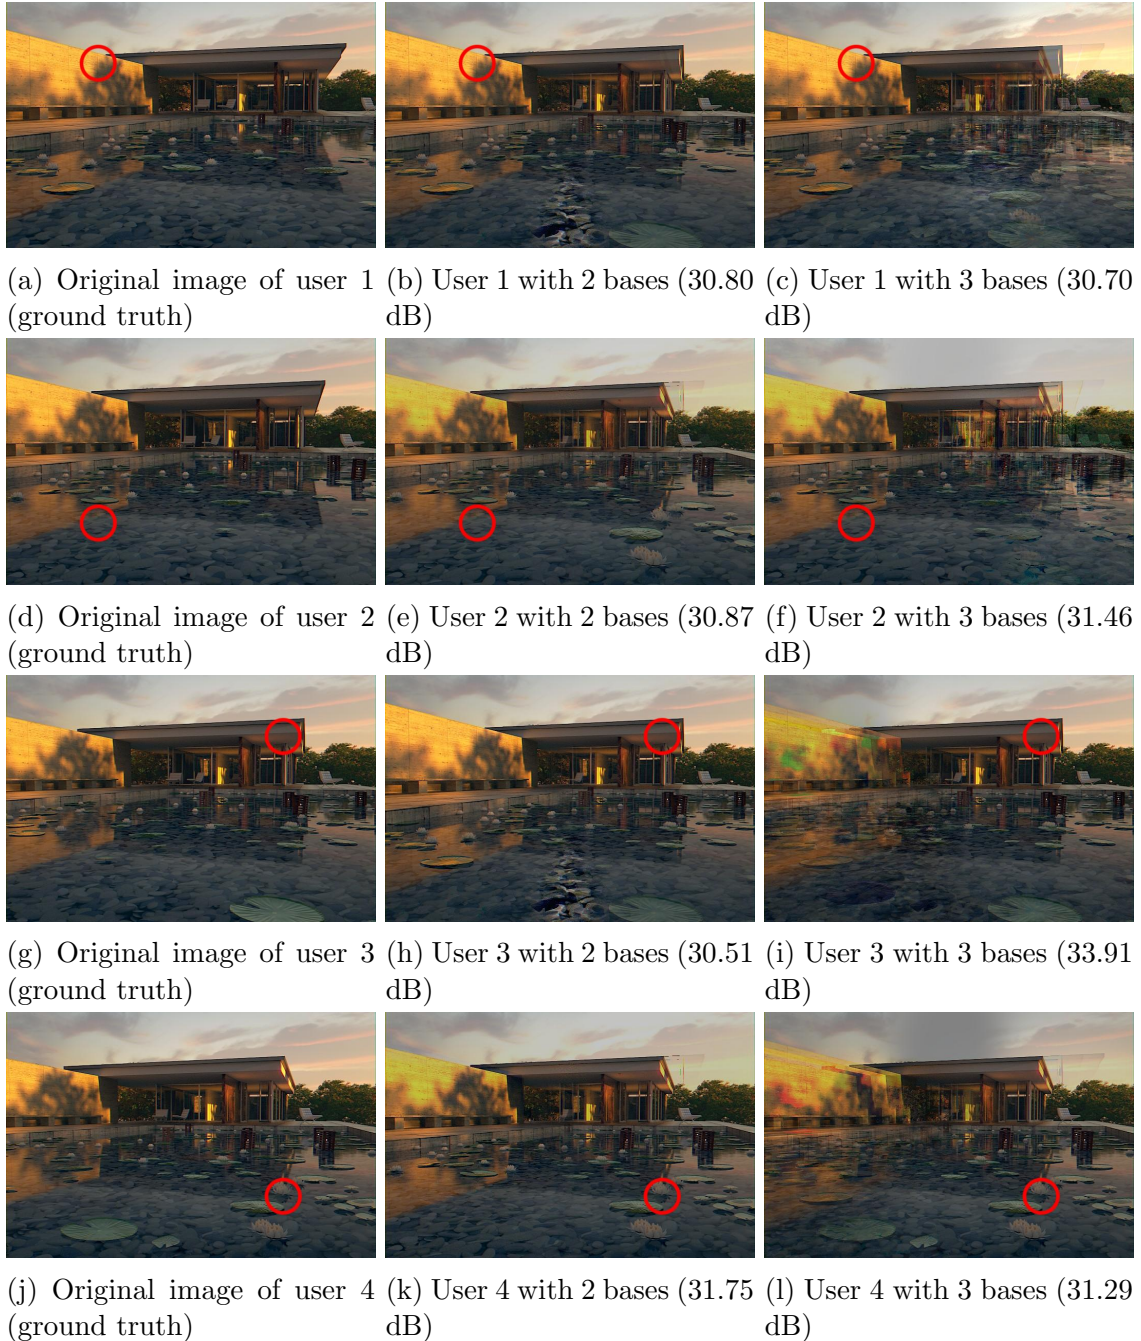 (a) Original image of user 1
(ground truth)
(b) User 1 with 2 bases (30.80
dB)
(c) User 1 with 3 bases (30.70
dB)
(d) Original image of user 2
(ground truth)
(e) User 2 with 2 bases (30.87
dB)
(f) User 2 with 3 bases (31.46
dB)
(g) Original image of user 3
(ground truth)
(h) User 3 with 2 bases (30.51
dB)
(i) User 3 with 3 bases (33.91
dB)
(j) Original image of user 4
(ground truth)
(k) User 4 with 2 bases (31.75
dB)
(l) User 4 with 3 bases (31.29
dB)